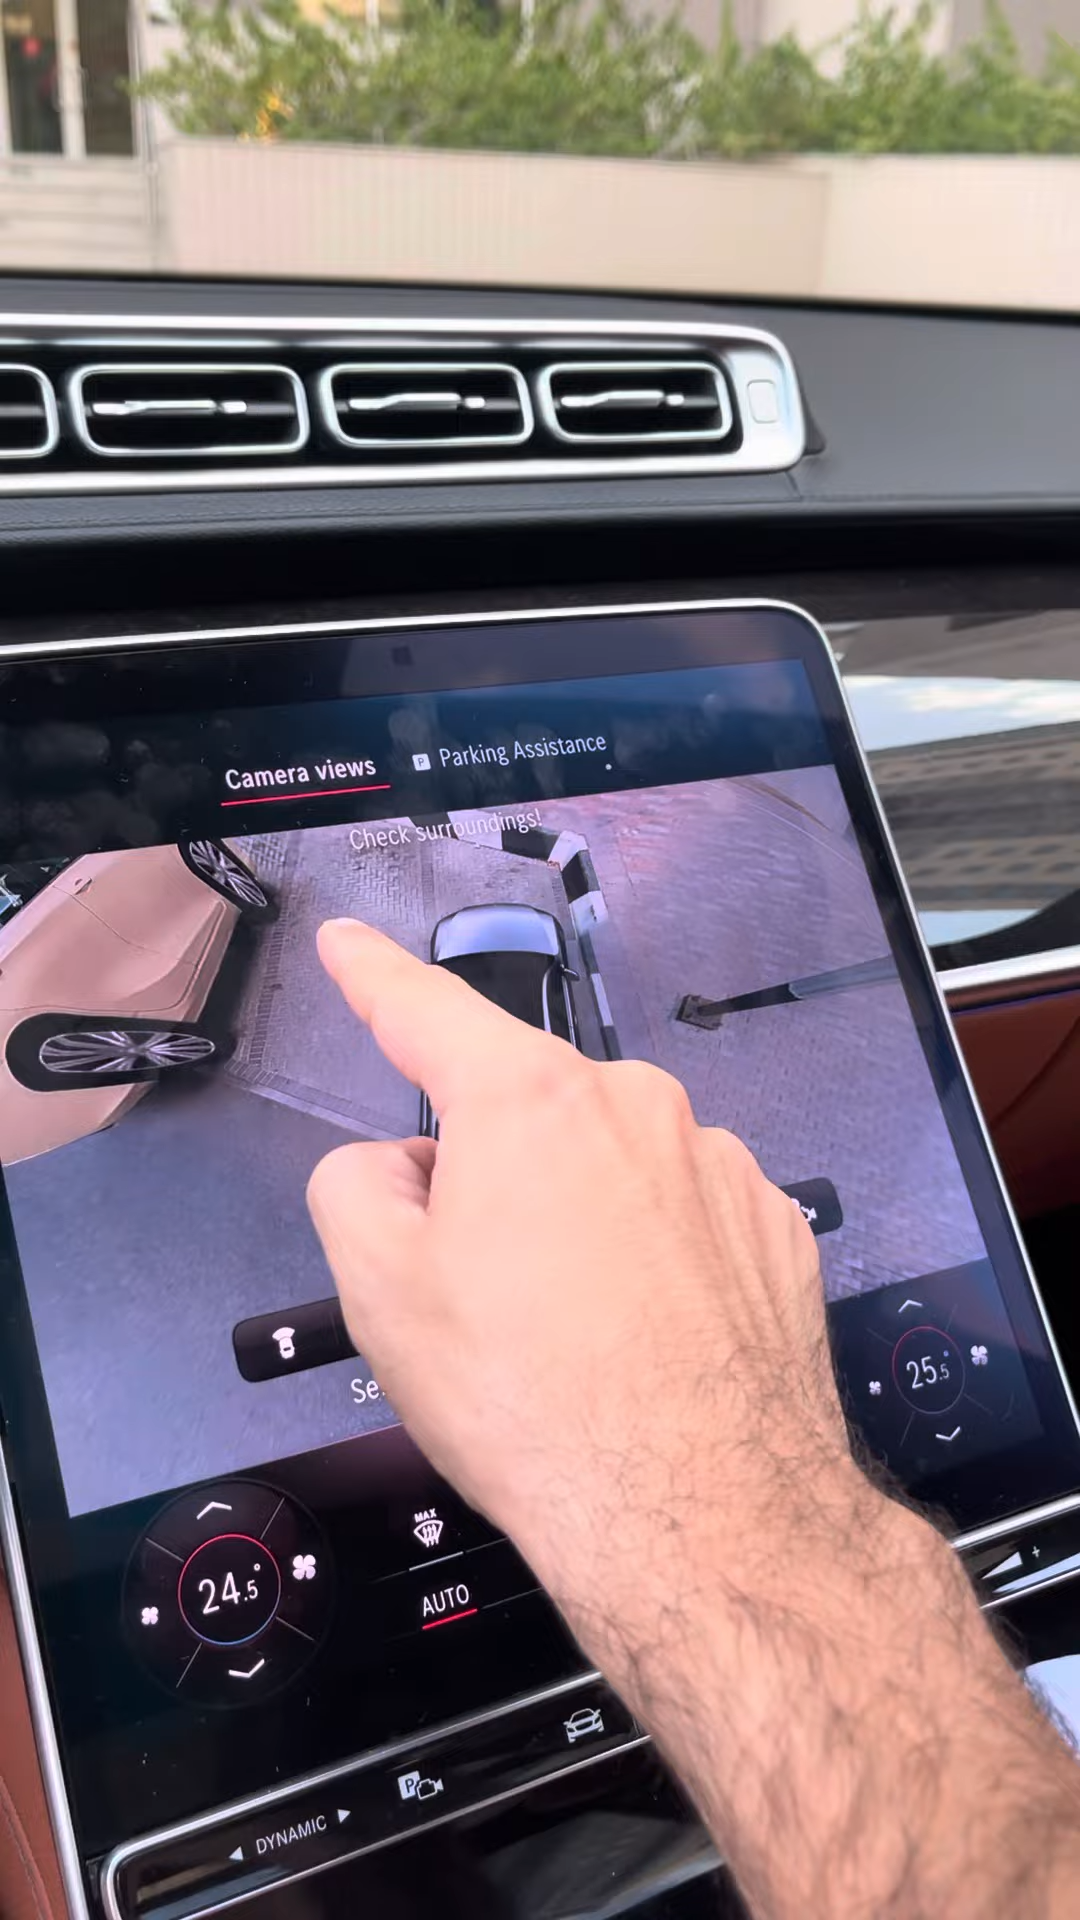 Camera views
P Parking Assistance
Check surroundings!
25.5°
MAX
24.5°
AUTO
P
DYNAMIC